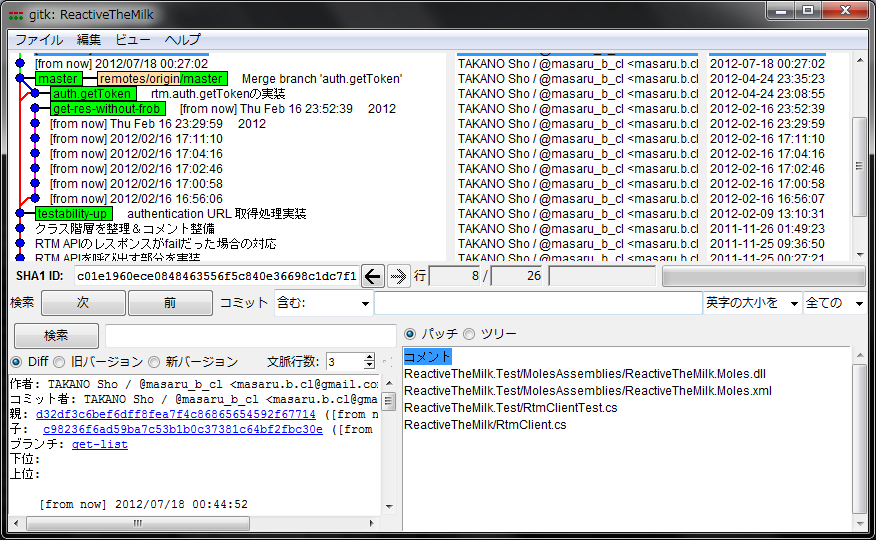 gitk: ReactiveTheMilk
ファイル 編集 ビュー ヘルプ
[from now] 2012/07/18 00:27:02 TAKANO Sho / @masaru_b_cl <masaru.b.cl 2012-07-18 00:27:02
master remotes/origin/master Merge branch 'auth.getToken' TAKANO Sho / @masaru_b_cl <masaru.b.cl 2012-04-24 23:35:23
auth.getToken rtm.auth.getTokenの実装 TAKANO Sho / @masaru_b_cl <masaru.b.cl 2012-04-24 23:08:55
get-res-without-frob [from now] Thu Feb 16 23:52:39 2012 TAKANO Sho / @masaru_b_cl <masaru.b.cl 2012-02-16 23:52:39
[from now] Thu Feb 16 23:29:59 2012 TAKANO Sho / @masaru_b_cl <masaru.b.cl 2012-02-16 23:29:59
[from now] 2012/02/16 17:11:10 TAKANO Sho / @masaru_b_cl <masaru.b.cl 2012-02-16 17:11:10
[from now] 2012/02/16 17:04:16 TAKANO Sho / @masaru_b_cl <masaru.b.cl 2012-02-16 17:04:16
[from now] 2012/02/16 17:02:46 TAKANO Sho / @masaru_b_cl <masaru.b.cl 2012-02-16 17:02:46
[from now] 2012/02/16 17:00:58 TAKANO Sho / @masaru_b_cl <masaru.b.cl 2012-02-16 17:00:58
[from now] 2012/02/16 16:56:06 TAKANO Sho / @masaru_b_cl <masaru.b.cl 2012-02-16 16:56:07
testability-up authentication URL 取得処理実装 TAKANO Sho / @masaru_b_cl <masaru.b.cl 2012-02-09 13:10:31
クラス階層を整理＆コメント整備 TAKANO Sho / @masaru_b_cl <masaru.b.cl 2011-11-26 01:49:23
RTM APIのレスポンスがfailだった場合の対応 TAKANO Sho / @masaru_b_cl <masaru.b.cl 2011-11-25 09:36:50
RTM APIを呼び出す部分を実装 TAKANO Sho / @masaru_b_cl <masaru.b.cl 2011-11-25 00:27:21
SHA1 ID: c01e1960ece0848463556f5c840e36698c1dc7f1 行 8 / 26
検索 次 前 コミット 含む: 英字の大小を 全ての
検索
Diff 旧バージョン 新バージョン 文脈行数: 3
作者: TAKANO Sho / @masaru_b_cl <masaru.b.cl@gmail.co
コミット者: TAKANO Sho / @masaru_b_cl <masaru.b.cl@gma
親: d32df3c6bef6dff8fea7f4c86865654592f67714 ([from n
子: c98236f6ad59ba7c53b1b0c37381c64bf2fbc30e ([from
ブランチ: get-list
下位:
上位:
[from now] 2012/07/18 00:44:52
パッチ ツリー
コメント
ReactiveTheMilk.Test/MolesAssemblies/ReactiveTheMilk.Moles.dll
ReactiveTheMilk.Test/MolesAssemblies/ReactiveTheMilk.Moles.xml
ReactiveTheMilk.Test/RtmClientTest.cs
ReactiveTheMilk/RtmClient.cs